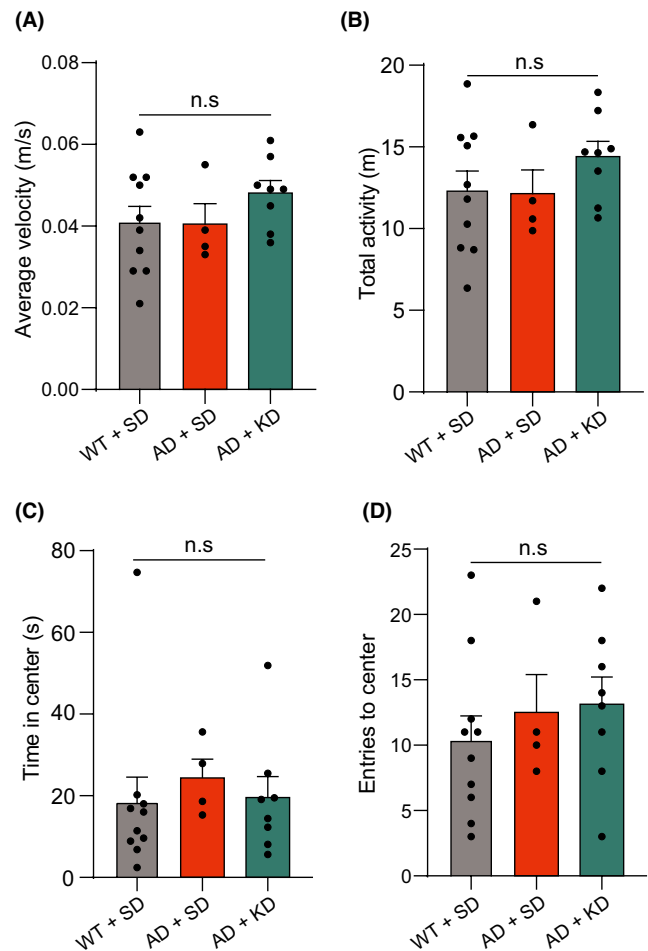 (A)
Average velocity (m/s)
0.08
0.06
0.04
0.02
0.00
n.s
WT + SD
AD + SD
AD + KD
(B)
Total activity (m)
20
15
10
5
0
n.s
WT + SD
AD + SD
AD + KD
(C)
Time in center (s)
80
60
40
20
0
n.s
WT + SD
AD + SD
AD + KD
(D)
Entries to center
25
20
15
10
5
0
n.s
WT + SD
AD + SD
AD + KD